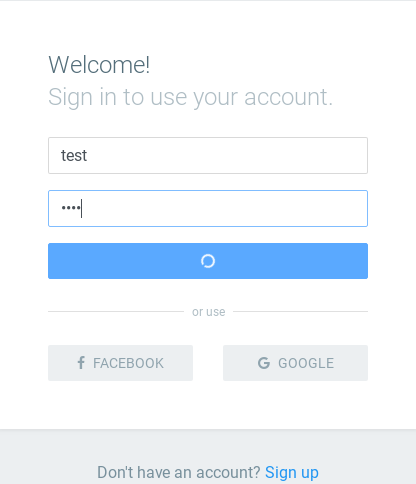 Welcome!
Sign in to use your account.
test
••••
or use
FACEBOOK
GOOGLE
Don't have an account? Sign up